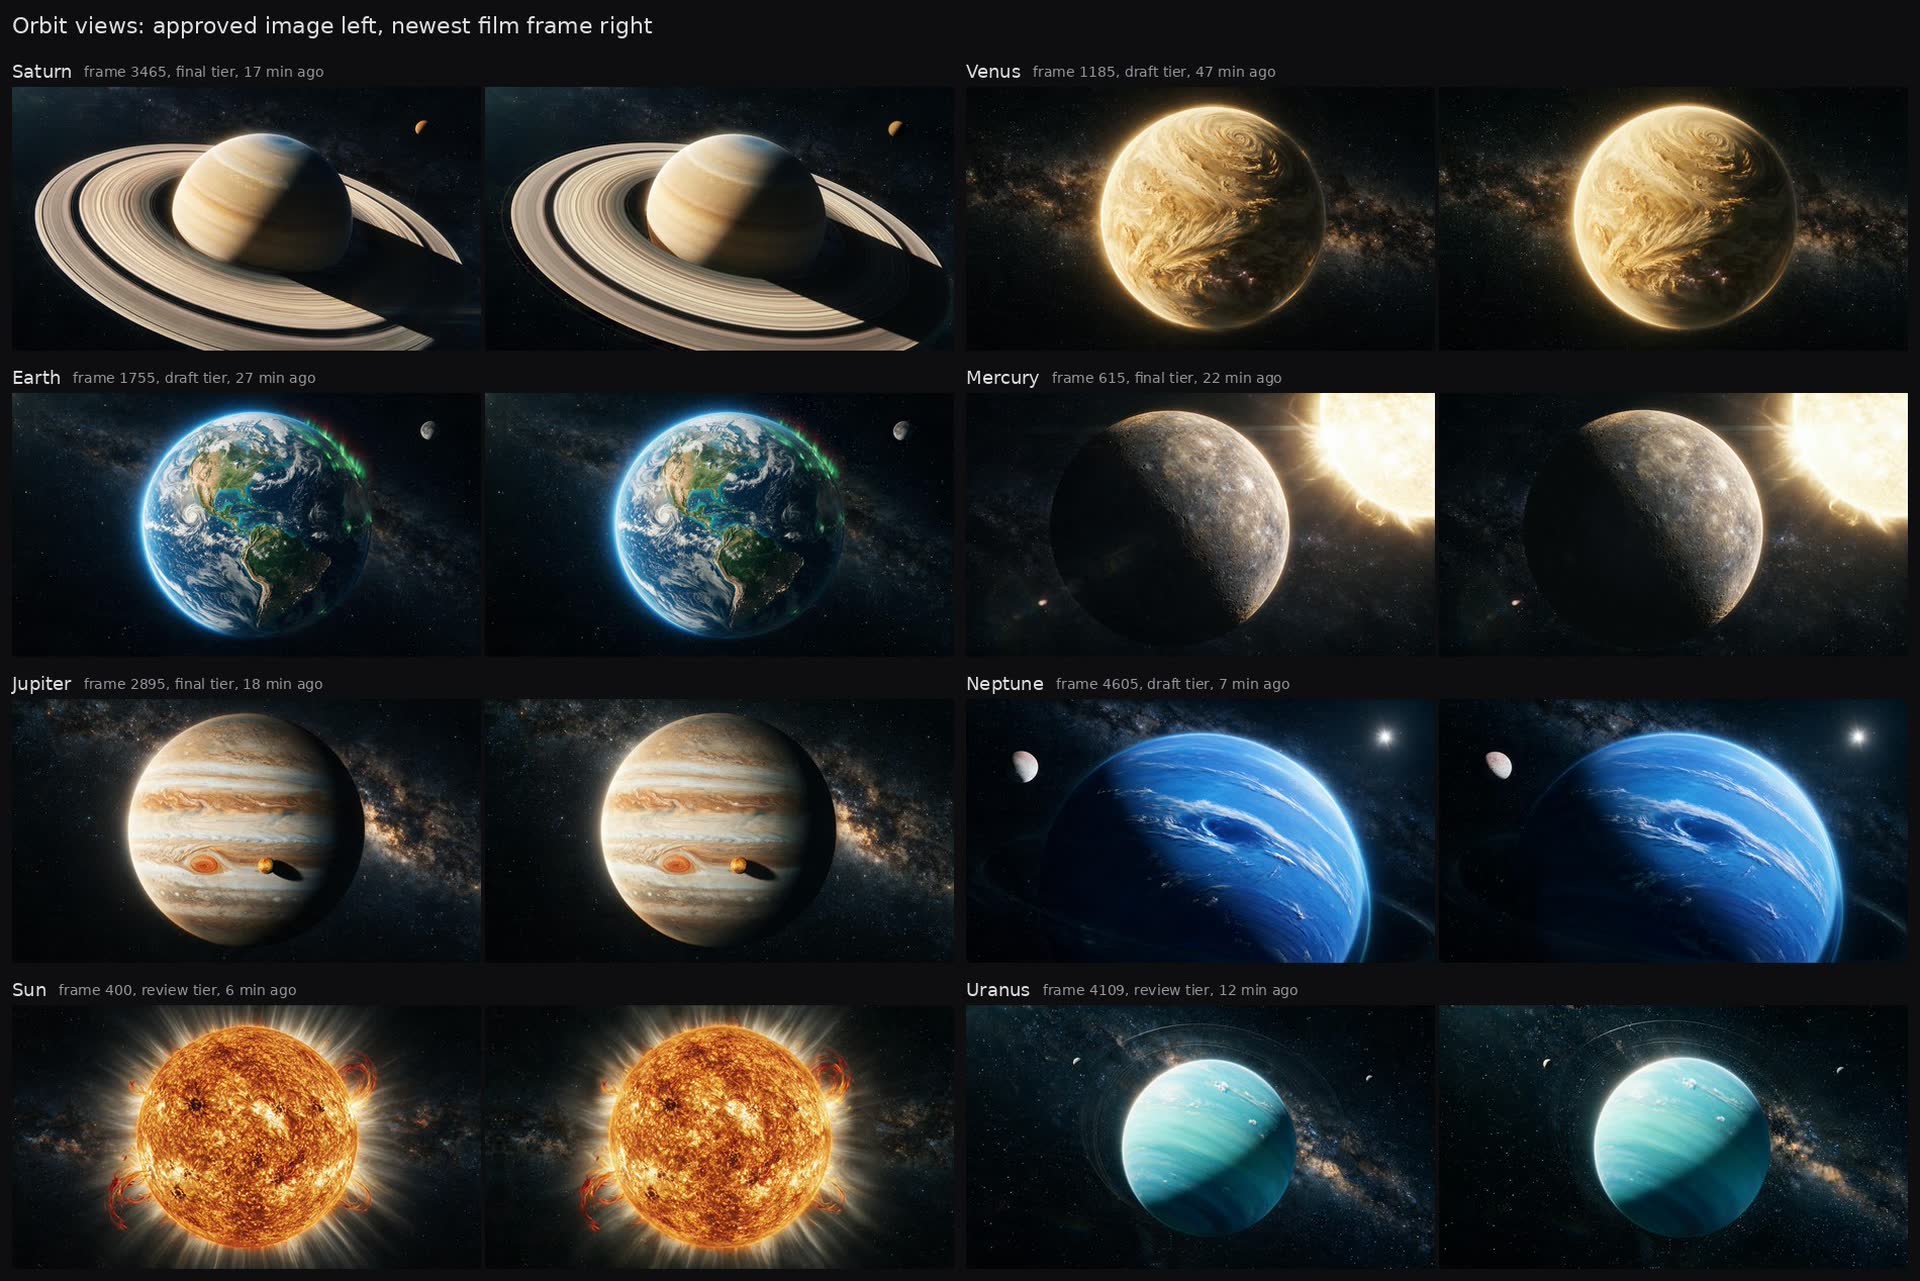 Orbit views: approved image left, newest film frame right
Saturn frame 3465, final tier, 17 min ago
Venus frame 1185, draft tier, 47 min ago
Earth frame 1755, draft tier, 27 min ago
Mercury frame 615, final tier, 22 min ago
Jupiter frame 2895, final tier, 18 min ago
Neptune frame 4605, draft tier, 7 min ago
Sun frame 400, review tier, 6 min ago
Uranus frame 4109, review tier, 12 min ago